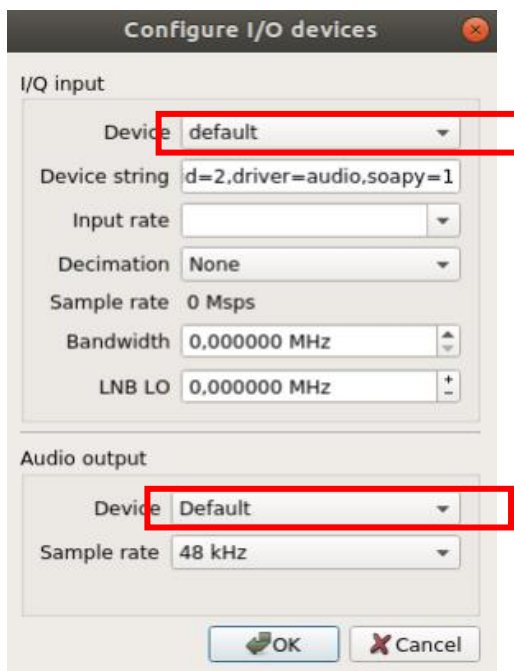 Configure I/O devices
I/Q input
Device default
Device string d=2,driver=audio,soapy=1
Input rate
Decimation None
Sample rate 0 Msps
Bandwidth 0,000000 MHz
LNB LO 0,000000 MHz
Audio output
Device Default
Sample rate 48 kHz
OK Cancel